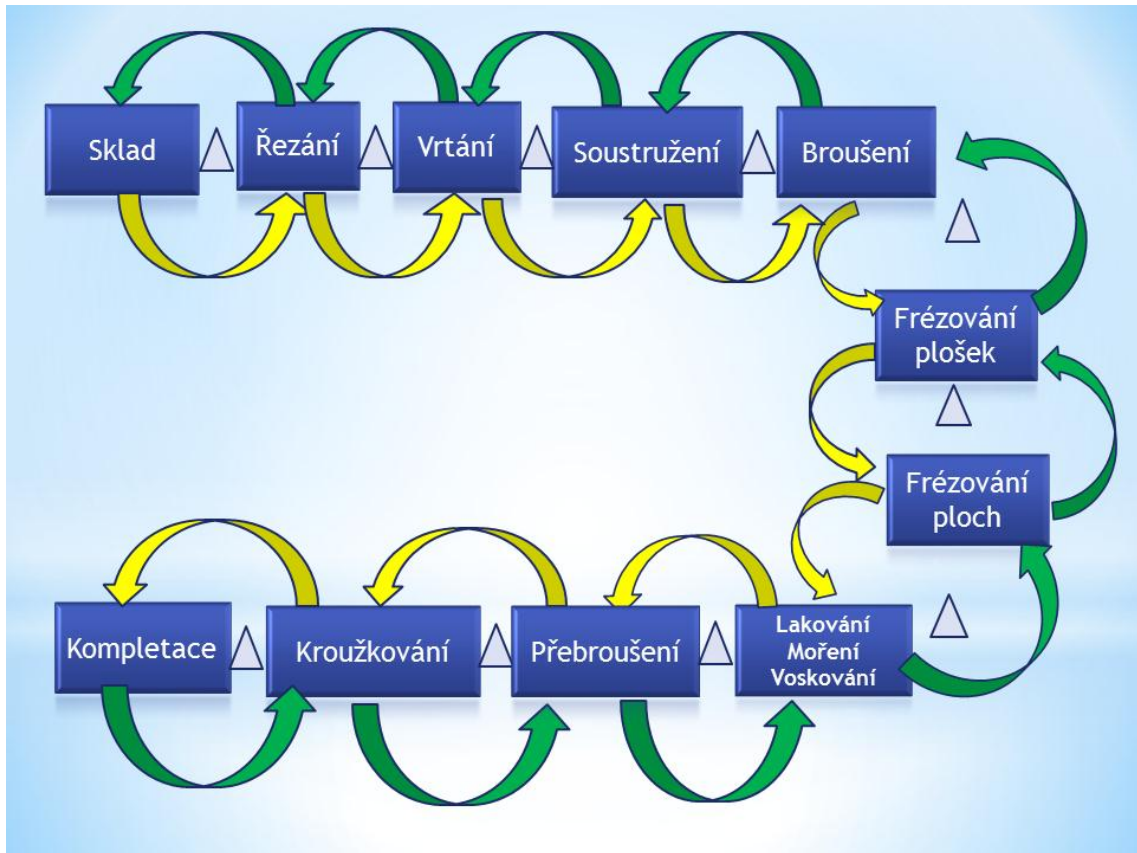 Sklad
Řezání
Vrtání
Soustružení
Broušení
Frézování
plošek
Frézování
ploch
Lakování
Moření
Voskování
Přebroušení
Kroužkování
Kompletace